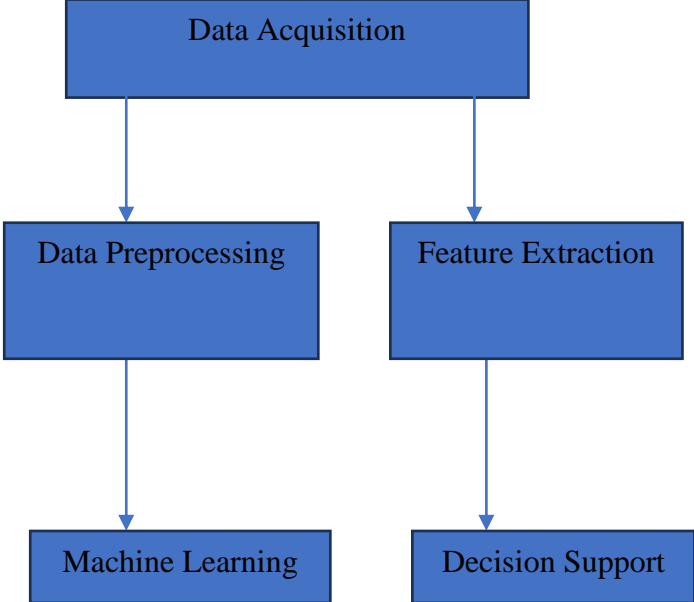 Data Acquisition
Data Preprocessing
Feature Extraction
Machine Learning
Decision Support